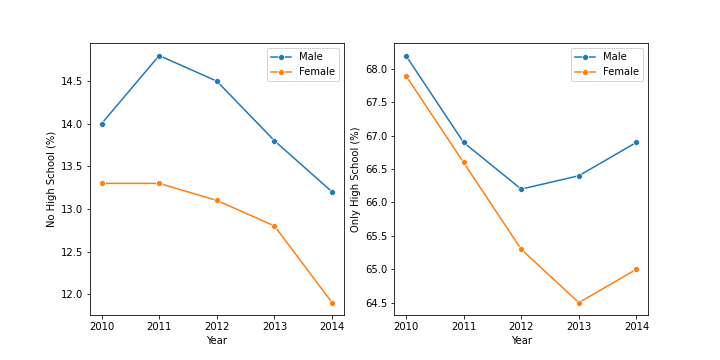 No High School (%)
14.5
14.0
13.5
13.0
12.5
12.0
Male
Female
2010 2011 2012 2013 2014
Year
Only High School (%)
68.0
67.5
67.0
66.5
66.0
65.5
65.0
64.5
Male
Female
2010 2011 2012 2013 2014
Year